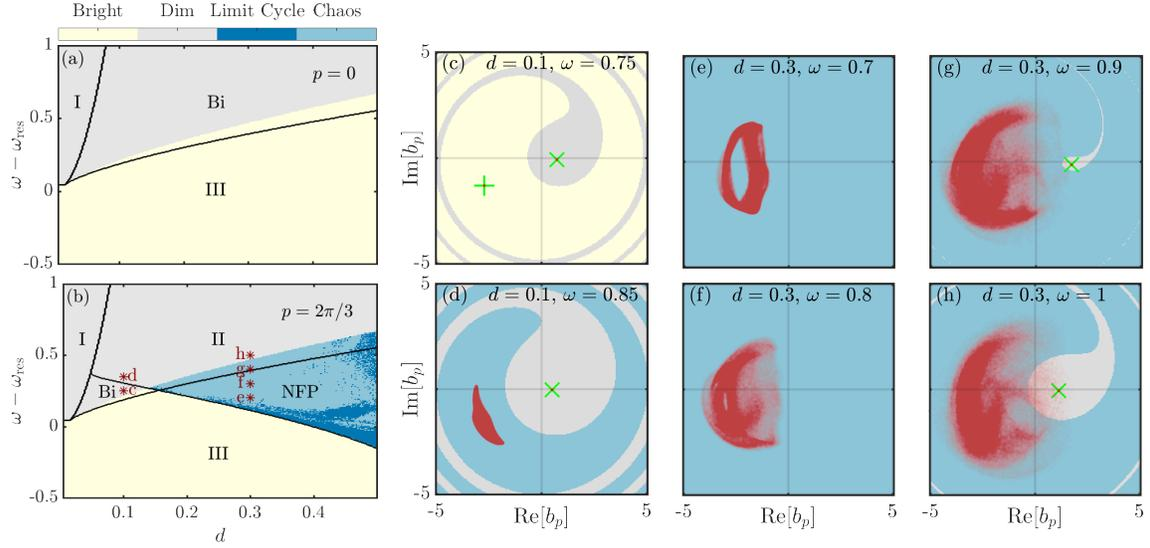 Bright Dim Limit Cycle Chaos
(a)
p = 0
I
Bi
III
1
0.5
0
-0.5
ω − ω_res
(b)
p = 2π/3
I
II
h
g
f
e
d
c
Bi
NFP
III
1
0.5
0
-0.5
ω − ω_res
0.1 0.2 0.3 0.4
d
(c) d = 0.1, ω = 0.75
5
-5
Im[b_p]
(d) d = 0.1, ω = 0.85
5
-5
Im[b_p]
-5 5
Re[b_p]
(e) d = 0.3, ω = 0.7
(f) d = 0.3, ω = 0.8
-5 5
Re[b_p]
(g) d = 0.3, ω = 0.9
(h) d = 0.3, ω = 1
-5 5
Re[b_p]